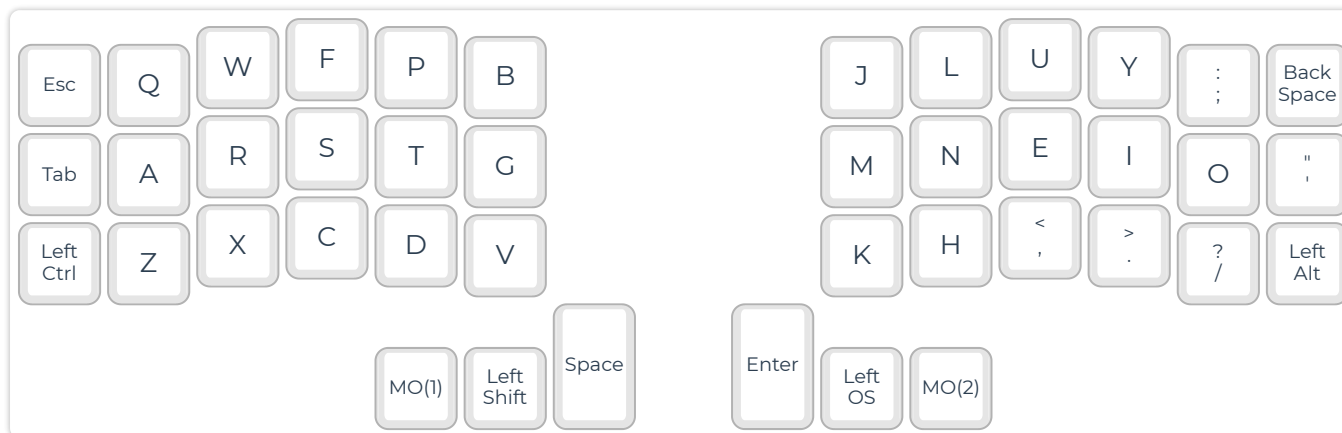 Esc Q W F P B J L U Y : Back
; Space
Tab A R S T G M N E I O "
'
Left Z X C D V K H < > ? Left
Ctrl , . / Alt
MO(1) Left Space Enter Left MO(2)
Shift OS